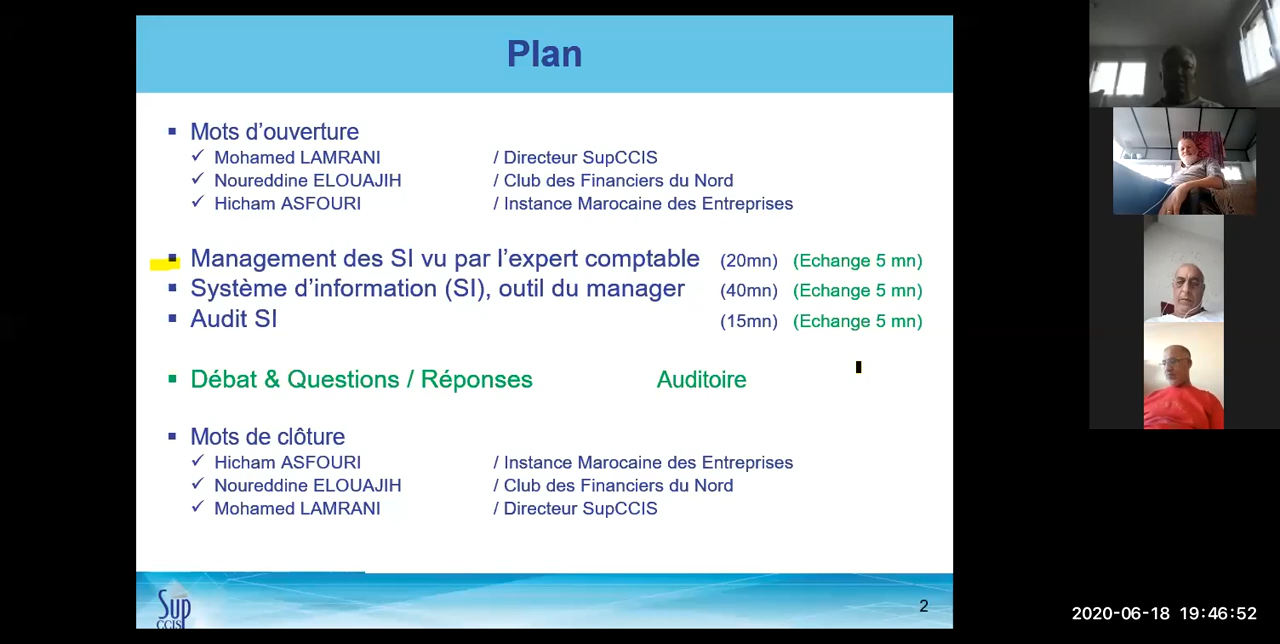 Plan
Mots d'ouverture
Mohamed LAMRANI / Directeur SupCCIS
Noureddine ELOUAJIH / Club des Financiers du Nord
Hicham ASFOURI / Instance Marocaine des Entreprises
Management des SI vu par l'expert comptable (20mn) (Echange 5 mn)
Système d'information (SI), outil du manager (40mn) (Echange 5 mn)
Audit SI (15mn) (Echange 5 mn)
Débat & Questions / Réponses Auditoire
Mots de clôture
Hicham ASFOURI / Instance Marocaine des Entreprises
Noureddine ELOUAJIH / Club des Financiers du Nord
Mohamed LAMRANI / Directeur SupCCIS
Sup
CCIS
2
2020-06-18 19:46:52